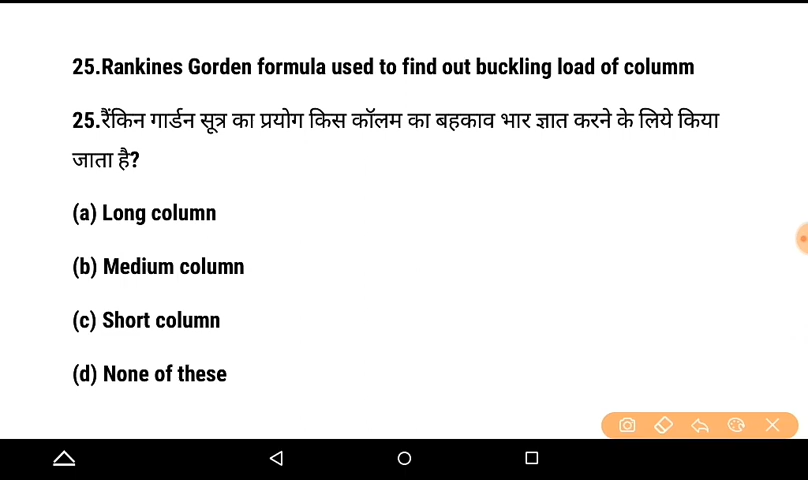 25.Rankines Gorden formula used to find out buckling load of columm
25.रैंकिन गार्डन सूत्र का प्रयोग किस कॉलम का बहकाव भार ज्ञात करने के लिये किया
जाता है?
(a) Long column
(b) Medium column
(c) Short column
(d) None of these